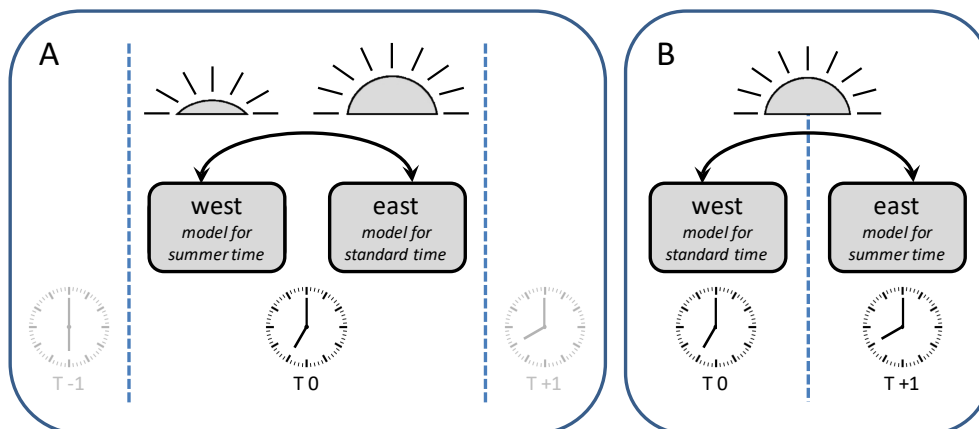 A
west
model for
summer time
east
model for
standard time
T -1
T 0
T +1
B
west
model for
standard time
east
model for
summer time
T 0
T +1